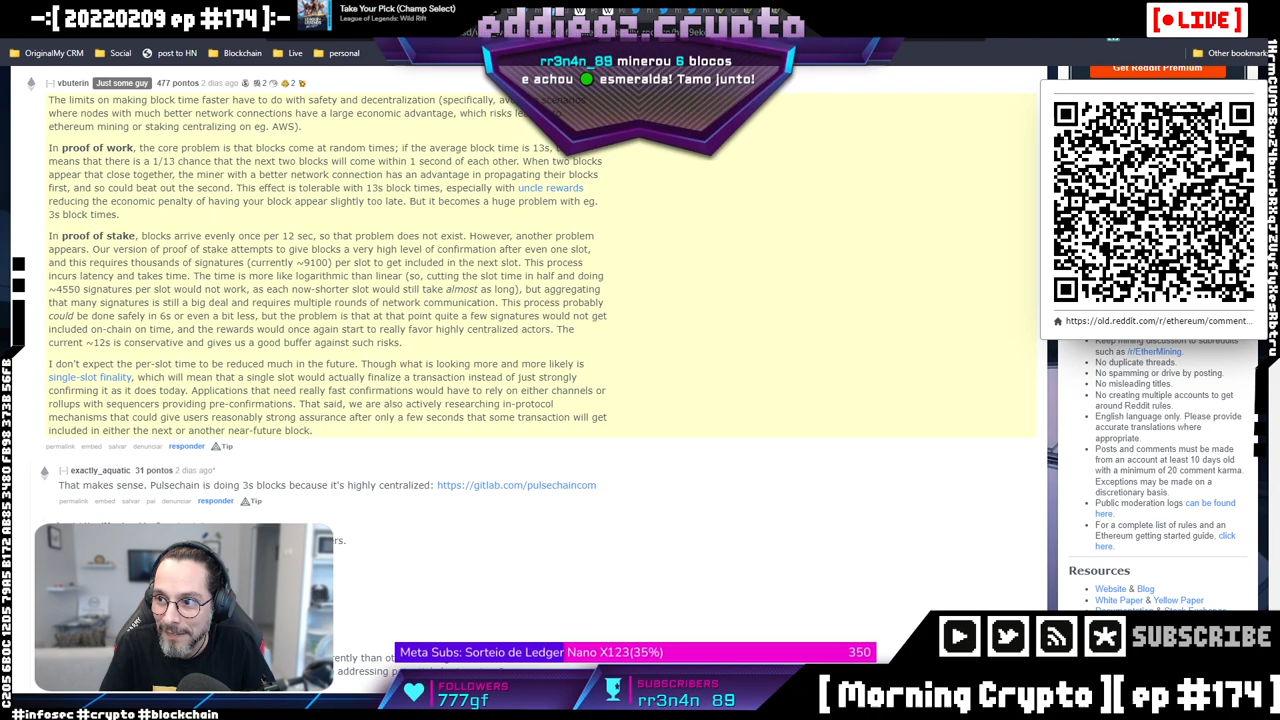 —:[ 20220209 ep #174 ]:—
Take Your Pick (Champ Select)
League of Legends: Wild Rift
eddieoz.crypto
[● LIVE]
OriginalMy CRM
Social
post to HN
Blockchain
Live
personal
Other bookmark
rr3n4n_89 minerou 6 blocos
e achou esmeralda! Tamo junto!
Get Reddit Premium
[–] vbuterin Just some guy 477 pontos 2 dias ago 2 2
The limits on making block time faster have to do with safety and decentralization (specifically,
where nodes with much better network connections have a large economic advantage, which risks
ethereum mining or staking centralizing on eg. AWS).
In proof of work, the core problem is that blocks come at random times; if the average block time is 13s,
means that there is a 1/13 chance that the next two blocks will come within 1 second of each other. When two blocks
appear that close together, the miner with a better network connection has an advantage in propagating their blocks
first, and so could beat out the second. This effect is tolerable with 13s block times, especially with uncle rewards
reducing the economic penalty of having your block appear slightly too late. But it becomes a huge problem with eg.
3s block times.
In proof of stake, blocks arrive evenly once per 12 sec, so that problem does not exist. However, another problem
appears. Our version of proof of stake attempts to give blocks a very high level of confirmation after even one slot,
and this requires thousands of signatures (currently ~9100) per slot to get included in the next slot. This process
incurs latency and takes time. The time is more like logarithmic than linear (so, cutting the slot time in half and doing
~4550 signatures per slot would not work, as each now-shorter slot would still take almost as long), but aggregating
that many signatures is still a big deal and requires multiple rounds of network communication. This process probably
could be done safely in 6s or even a bit less, but the problem is that at that point quite a few signatures would not get
included on-chain on time, and the rewards would once again start to really favor highly centralized actors. The
current ~12s is conservative and gives us a good buffer against such risks.
I don't expect the per-slot time to be reduced much in the future. Though what is looking more and more likely is
single-slot finality, which will mean that a single slot would actually finalize a transaction instead of just strongly
confirming it as it does today. Applications that need really fast confirmations would have to rely on either channels or
rollups with sequencers providing pre-confirmations. That said, we are also actively researching in-protocol
mechanisms that could give users reasonably strong assurance after only a few seconds that some transaction will get
included in either the next or another near-future block.
permalink embed salvar denunciar responder Tip
[–] exactly_aquatic 31 pontos 2 dias ago*
That makes sense. Pulsechain is doing 3s blocks because it's highly centralized: https://gitlab.com/pulsechaincom
permalink embed salvar pai denunciar responder Tip
rs.
https://old.reddit.com/r/ethereum/comment...
Keep mining discussion to subreddits
such as /r/EtherMining.
No duplicate threads.
No spamming or drive by posting.
No misleading titles.
No creating multiple accounts to get
around Reddit rules.
English language only. Please provide
accurate translations where
appropriate.
Posts and comments must be made
from an account at least 10 days old
with a minimum of 20 comment karma.
Exceptions may be made on a
discretionary basis.
Public moderation logs can be found
here.
For a complete list of rules and an
Ethereum getting started guide, click
here.
Resources
Website & Blog
White Paper & Yellow Paper
Documentation & Stack Exchange
Meta Subs: Sorteio de Ledger Nano X123(35%) 350
FOLLOWERS
777gf
SUBSCRIBERS
rr3n4n_89
SUBSCRIBE
[ Morning Crypto ][ ep #174 ]
#infosec #crypto #blockchain